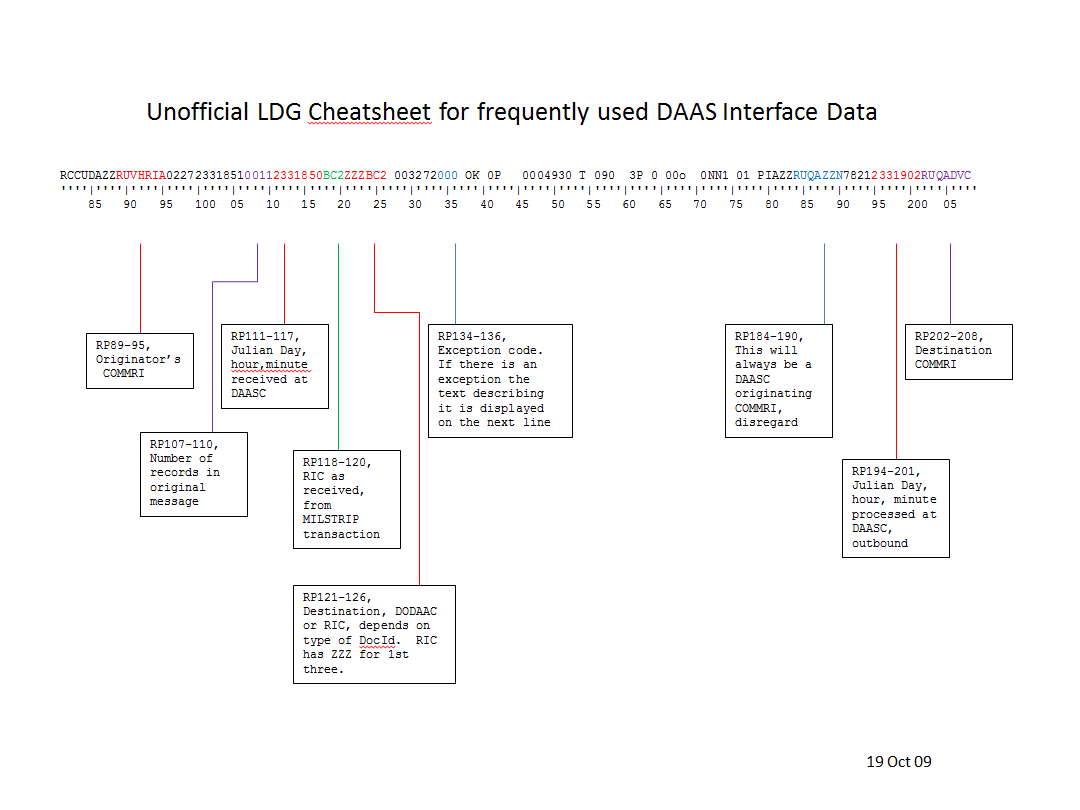 Unofficial LDG Cheatsheet for frequently used DAAS Interface Data
RCCUDAZZRUVHRIA02272331851001123318 50BC2ZZZBC2 003272000 OK 0P   0004930 T 090  3P 0 00o  0NN1 01 PIAZZRUQAZZN782123319 02RUQADVC
85 90 95 100 05 10 15 20 25 30 35 40 45 50 55 60 65 70 75 80 85 90 95 200 05
RP89-95,
Originator's
COMMRI
RP111-117,
Julian Day,
hour,minute
received at
DAASC
RP134-136,
Exception code.
If there is an
exception the
text describing
it is displayed
on the next line
RP184-190,
This will
always be a
DAASC
originating
COMMRI,
disregard
RP202-208,
Destination
COMMRI
RP107-110,
Number of
records in
original
message
RP118-120,
RIC as
received,
from
MILSTRIP
transaction
RP194-201,
Julian Day,
hour, minute
processed at
DAASC,
outbound
RP121-126,
Destination, DODAAC
or RIC, depends on
type of DocId.  RIC
has ZZZ for 1st
three.
19 Oct 09